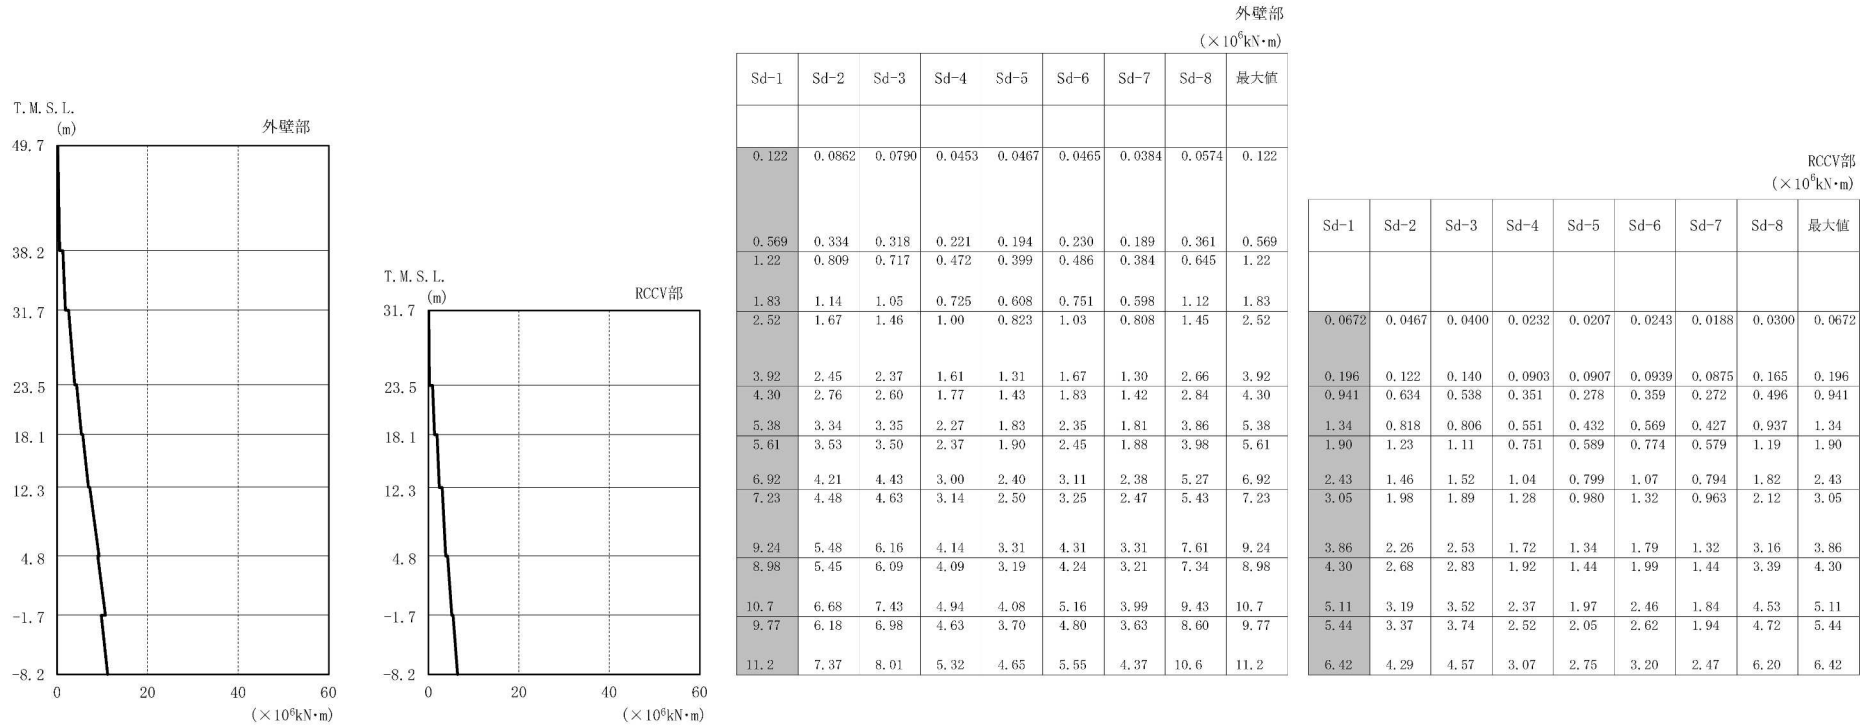 T.M.S.L.
(m)
外壁部
49.7
38.2
31.7
23.5
18.1
12.3
4.8
-1.7
-8.2
0 20 40 60
(×10⁶kN・m)
T.M.S.L.
(m)
RCCV部
31.7
23.5
18.1
12.3
4.8
-1.7
-8.2
0 20 40 60
(×10⁶kN・m)
外壁部
(×10⁶kN・m)
Sd-1 Sd-2 Sd-3 Sd-4 Sd-5 Sd-6 Sd-7 Sd-8 最大値
0.122 0.0862 0.0790 0.0453 0.0467 0.0465 0.0384 0.0574 0.122
0.569 0.334 0.318 0.221 0.194 0.230 0.189 0.361 0.569
1.22 0.809 0.717 0.472 0.399 0.486 0.384 0.645 1.22
1.83 1.14 1.05 0.725 0.608 0.751 0.598 1.12 1.83
2.52 1.67 1.46 1.00 0.823 1.03 0.808 1.45 2.52
3.92 2.45 2.37 1.61 1.31 1.67 1.30 2.66 3.92
4.30 2.76 2.60 1.77 1.43 1.83 1.42 2.84 4.30
5.38 3.34 3.35 2.27 1.83 2.35 1.81 3.86 5.38
5.61 3.53 3.50 2.37 1.90 2.45 1.88 3.98 5.61
6.92 4.21 4.43 3.00 2.40 3.11 2.38 5.27 6.92
7.23 4.48 4.63 3.14 2.50 3.25 2.47 5.43 7.23
9.24 5.48 6.16 4.14 3.31 4.31 3.31 7.61 9.24
8.98 5.45 6.09 4.09 3.19 4.24 3.21 7.34 8.98
10.7 6.68 7.43 4.94 4.08 5.16 3.99 9.43 10.7
9.77 6.18 6.98 4.63 3.70 4.80 3.63 8.60 9.77
11.2 7.37 8.01 5.32 4.65 5.55 4.37 10.6 11.2
RCCV部
(×10⁶kN・m)
Sd-1 Sd-2 Sd-3 Sd-4 Sd-5 Sd-6 Sd-7 Sd-8 最大値
0.0672 0.0467 0.0400 0.0232 0.0207 0.0243 0.0188 0.0300 0.0672
0.196 0.122 0.140 0.0903 0.0907 0.0939 0.0875 0.165 0.196
0.941 0.634 0.538 0.351 0.278 0.359 0.272 0.496 0.941
1.34 0.818 0.806 0.551 0.432 0.569 0.427 0.937 1.34
1.90 1.23 1.11 0.751 0.589 0.774 0.579 1.19 1.90
2.43 1.46 1.52 1.04 0.799 1.07 0.794 1.82 2.43
3.05 1.98 1.89 1.28 0.980 1.32 0.963 2.12 3.05
3.86 2.26 2.53 1.72 1.34 1.79 1.32 3.16 3.86
4.30 2.68 2.83 1.92 1.44 1.99 1.44 3.39 4.30
5.11 3.19 3.52 2.37 1.97 2.46 1.84 4.53 5.11
5.44 3.37 3.74 2.52 2.05 2.62 1.94 4.72 5.44
6.42 4.29 4.57 3.07 2.75 3.20 2.47 6.20 6.42